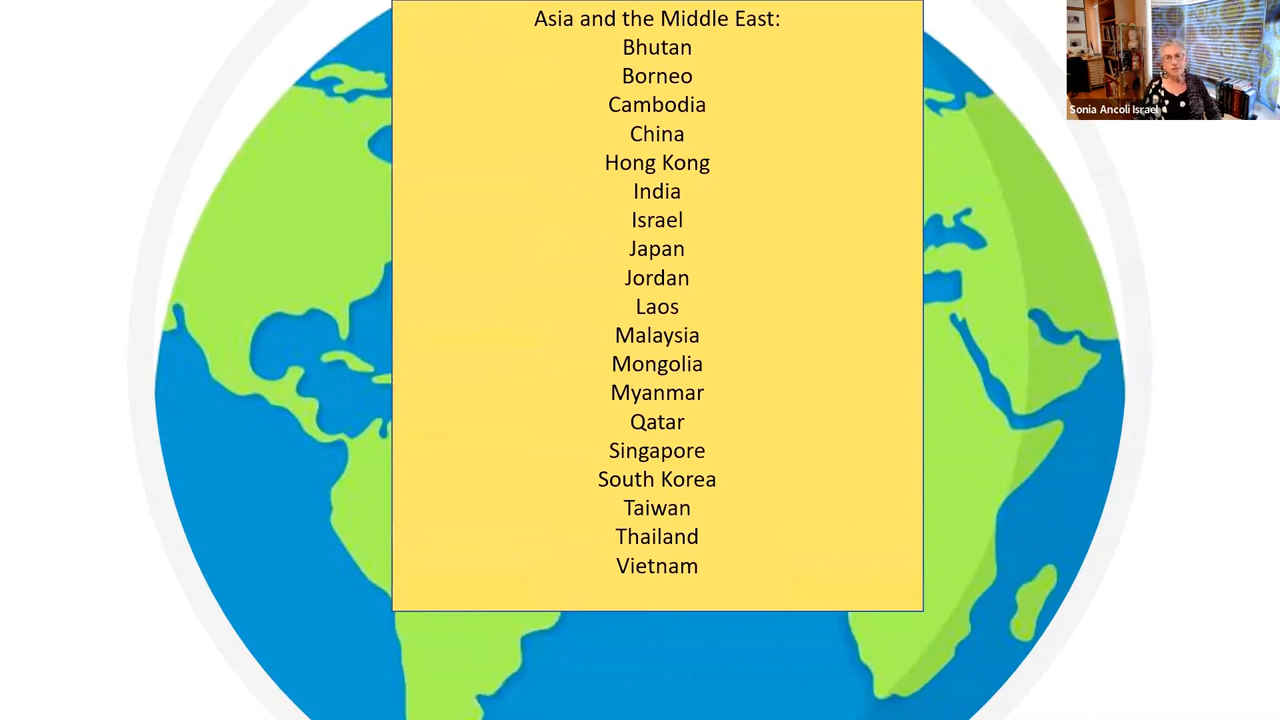 Asia and the Middle East:
Bhutan
Borneo
Cambodia
China
Hong Kong
India
Israel
Japan
Jordan
Laos
Malaysia
Mongolia
Myanmar
Qatar
Singapore
South Korea
Taiwan
Thailand
Vietnam
Sonia Ancoli Israel